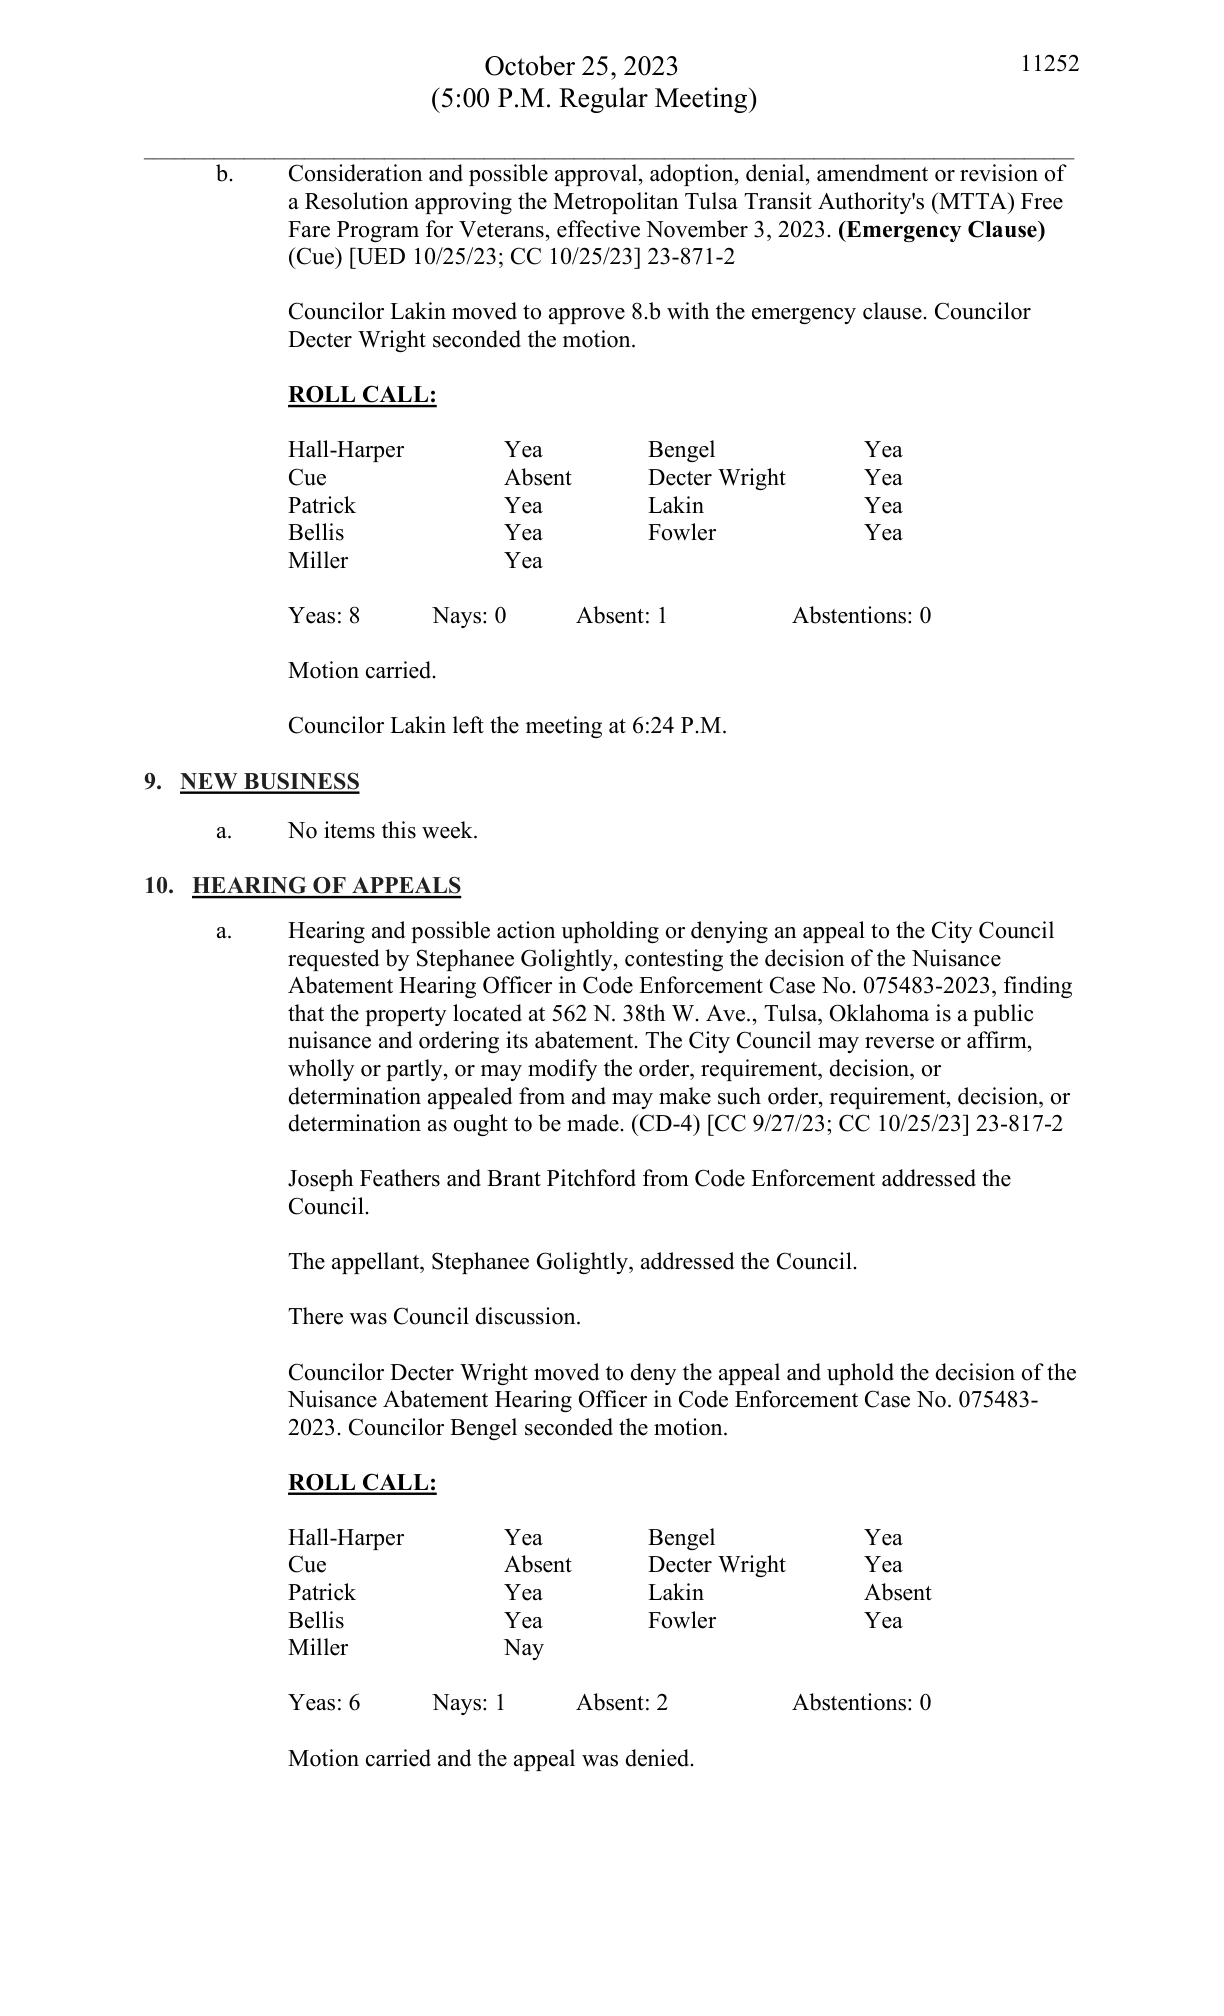 October 25, 2023
11252
(5:00 P.M. Regular Meeting)
b. Consideration and possible approval, adoption, denial, amendment or revision of
a Resolution approving the Metropolitan Tulsa Transit Authority's (MTTA) Free
Fare Program for Veterans, effective November 3, 2023. (Emergency Clause)
(Cue) [UED 10/25/23; CC 10/25/23] 23-871-2
Councilor Lakin moved to approve 8.b with the emergency clause. Councilor
Decter Wright seconded the motion.
ROLL CALL:
Hall-Harper Yea Bengel Yea
Cue Absent Decter Wright Yea
Patrick Yea Lakin Yea
Bellis Yea Fowler Yea
Miller Yea
Yeas: 8 Nays: 0 Absent: 1 Abstentions: 0
Motion carried.
Councilor Lakin left the meeting at 6:24 P.M.
9. NEW BUSINESS
a. No items this week.
10. HEARING OF APPEALS
a. Hearing and possible action upholding or denying an appeal to the City Council
requested by Stephanee Golightly, contesting the decision of the Nuisance
Abatement Hearing Officer in Code Enforcement Case No. 075483-2023, finding
that the property located at 562 N. 38th W. Ave., Tulsa, Oklahoma is a public
nuisance and ordering its abatement. The City Council may reverse or affirm,
wholly or partly, or may modify the order, requirement, decision, or
determination appealed from and may make such order, requirement, decision, or
determination as ought to be made. (CD-4) [CC 9/27/23; CC 10/25/23] 23-817-2
Joseph Feathers and Brant Pitchford from Code Enforcement addressed the
Council.
The appellant, Stephanee Golightly, addressed the Council.
There was Council discussion.
Councilor Decter Wright moved to deny the appeal and uphold the decision of the
Nuisance Abatement Hearing Officer in Code Enforcement Case No. 075483-
2023. Councilor Bengel seconded the motion.
ROLL CALL:
Hall-Harper Yea Bengel Yea
Cue Absent Decter Wright Yea
Patrick Yea Lakin Absent
Bellis Yea Fowler Yea
Miller Nay
Yeas: 6 Nays: 1 Absent: 2 Abstentions: 0
Motion carried and the appeal was denied.